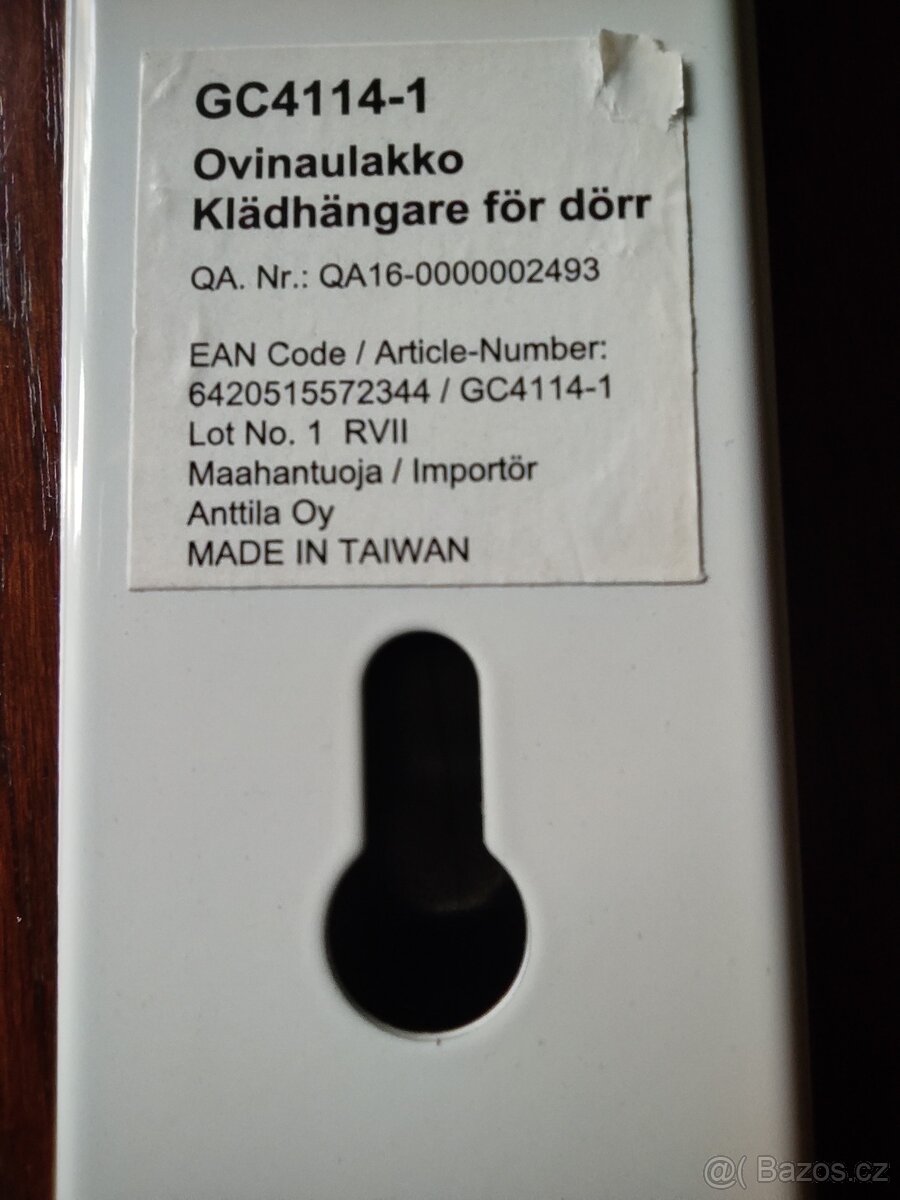 GC4114-1
Ovinaulakko
Klädhängare för dörr
QA. Nr.: QA16-0000002493
EAN Code / Article-Number:
6420515572344 / GC4114-1
Lot No. 1 RVII
Maahantuoja / Importör
Anttila Oy
MADE IN TAIWAN
@( Bazos.cz